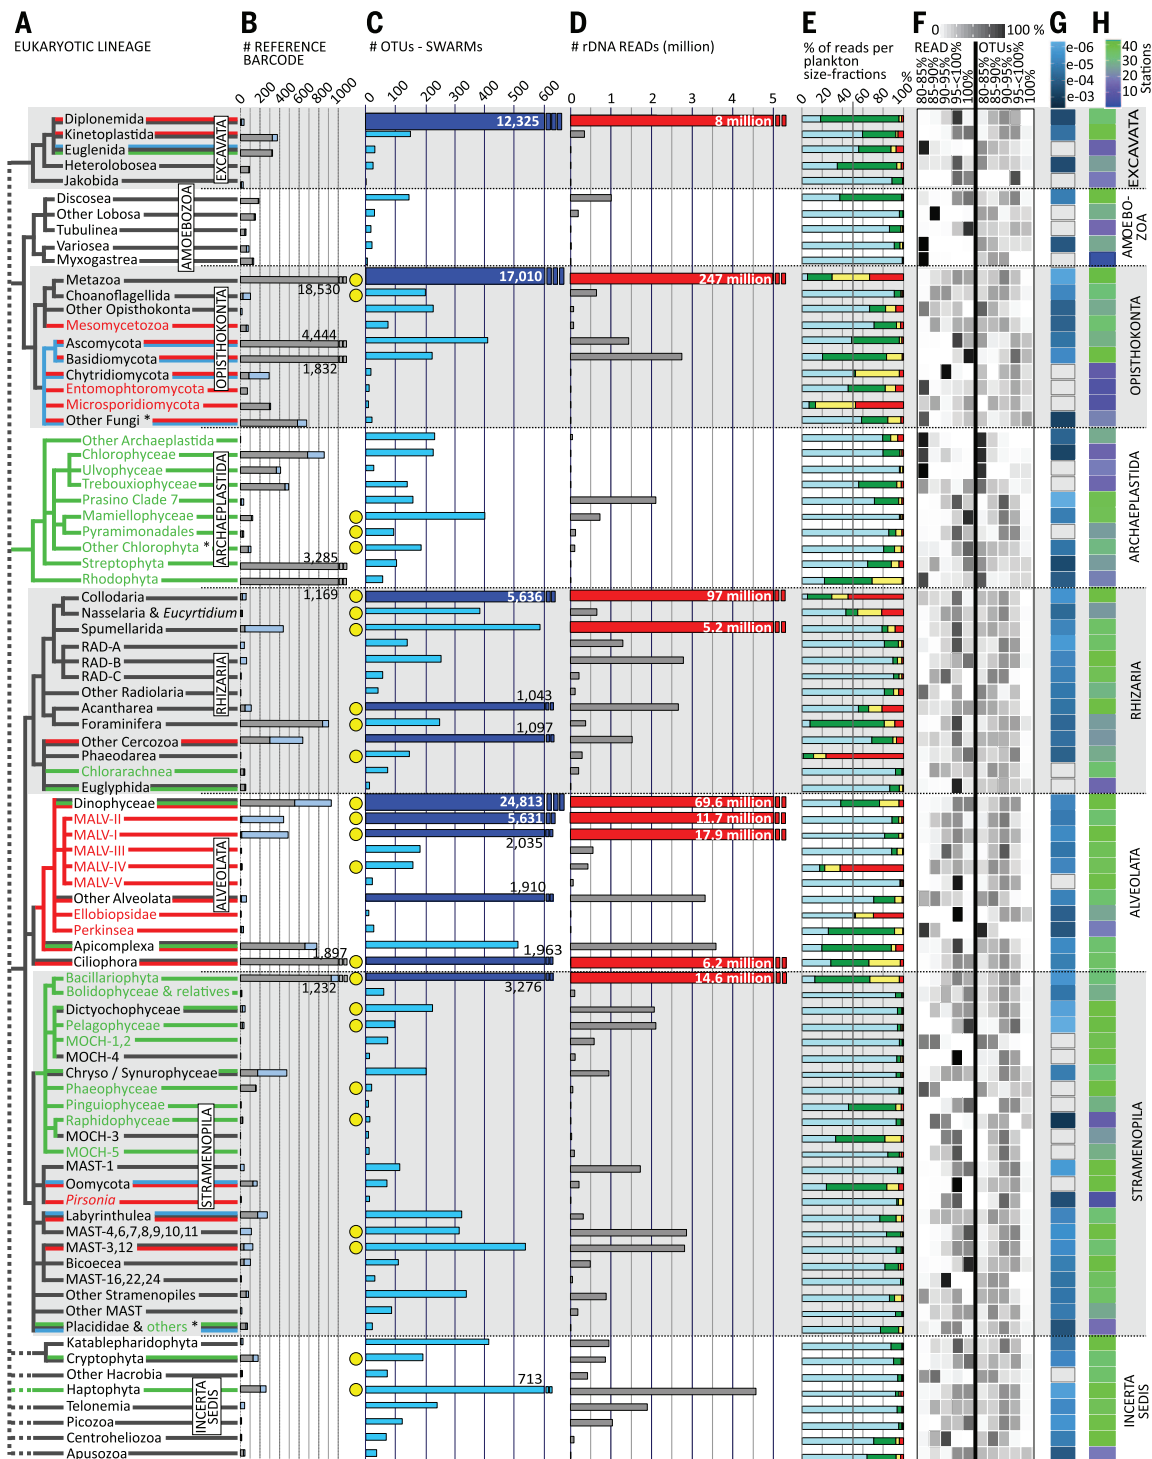 A B C D E F G H
EUKARYOTIC LINEAGE
# REFERENCE
BARCODE
# OTUs - SWARMS
# rDNA READs (million)
% of reads per
plankton
size-fractions
0 100 %
READ OTUs
80-85% 85-90% 90-95% 95-<100% 100% 80-85% 85-90% 90-95% 95-<100% 100%
e-06
e-05
e-03
40
30
20
10
Stations
0 200 400 600 800 1000
0 100 200 300 400 500 600
0 1 2 3 4 5
0 20 40 60 80 100 %
EXCAVATA
Diplonemida 12,325 8 million
Kinetoplastida
Euglenida
Heterolobosea
Jakobida
EXCAVATA
AMOEBOZOA
Discosea
Other Lobosa
Tubulinea
Variosea
Myxogastrea
AMOEBO-
ZOA
OPISTHOKONTA
Metazoa 18,530 17,010 247 million
Choanoflagellida
Other Opisthokonta
Mesomycetozoa
Ascomycota 4,444
Basidiomycota 1,832
Chytridiomycota
Entomophtoromycota
Microsporidiomycota
Other Fungi *
OPISTHOKONTA
ARCHAEPLASTIDA
Other Archaeplastida
Chlorophyceae
Ulvophyceae
Trebouxiophyceae
Prasino Clade 7
Mamiellophyceae
Pyramimonadales
Other Chlorophyta *
Streptophyta 3,285
Rhodophyta 1,169
ARCHAEPLASTIDA
RHIZARIA
Collodaria 5,636 97 million
Nasselaria & Eucyrtidium
Spumellarida 5.2 million
RAD-A
RAD-B
RAD-C
Other Radiolaria
Acantharea 1,043
Foraminifera
Other Cercozoa 1,097
Phaeodarea
Chlorarachnea
Euglyphida
RHIZARIA
ALVEOLATA
Dinophyceae 24,813 69.6 million
MALV-II 5,631 11.7 million
MALV-I 2,035 17.9 million
MALV-III
MALV-IV
MALV-V
Other Alveolata 1,910
Ellobiopsidae
Perkinsea
Apicomplexa
Ciliophora 1,897 1,963 6.2 million
ALVEOLATA
STRAMENOPILA
Bacillariophyta 1,232 3,276 14.6 million
Bolidophyceae & relatives
Dictyochophyceae
Pelagophyceae
MOCH-1,2
MOCH-4
Chryso / Synurophyceae
Phaeophyceae
Pinguiophyceae
Raphidophyceae
MOCH-3
MOCH-5
MAST-1
Oomycota
Pirsonia
Labyrinthulea
MAST-4,6,7,8,9,10,11
MAST-3,12
Bicoecea
MAST-16,22,24
Other Stramenopiles
Other MAST
Placididae & others *
STRAMENOPILA
INCERTA
SEDIS
Katablepharidophyta
Cryptophyta
Other Hacrobia
Haptophyta 713
Telonemia
Picozoa
Centroheliozoa
Apusozoa
INCERTA
SEDIS